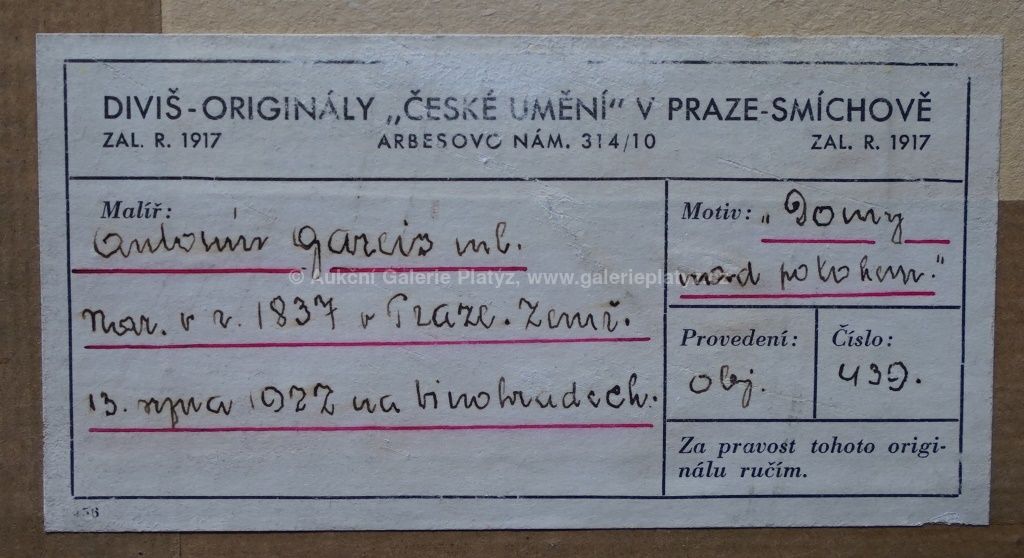 DIVIŠ-ORIGINÁLY „ČESKÉ UMĚNÍ“ V PRAZE-SMÍCHOVĚ
ZAL. R. 1917 ARBESOVO NÁM. 314/10 ZAL. R. 1917
Malíř:
Antonín Gareis ml.
Nar. v r. 1837 v Praze. Zemř.
13. srpna 1922 na Vinohradech.
Motiv: „Domy
nad potokem.“
Provedení:
Olej.
Číslo:
439.
Za pravost tohoto origi-
nálu ručím.
© Aukční Galerie Platýz, www.galerieplatyz.cz